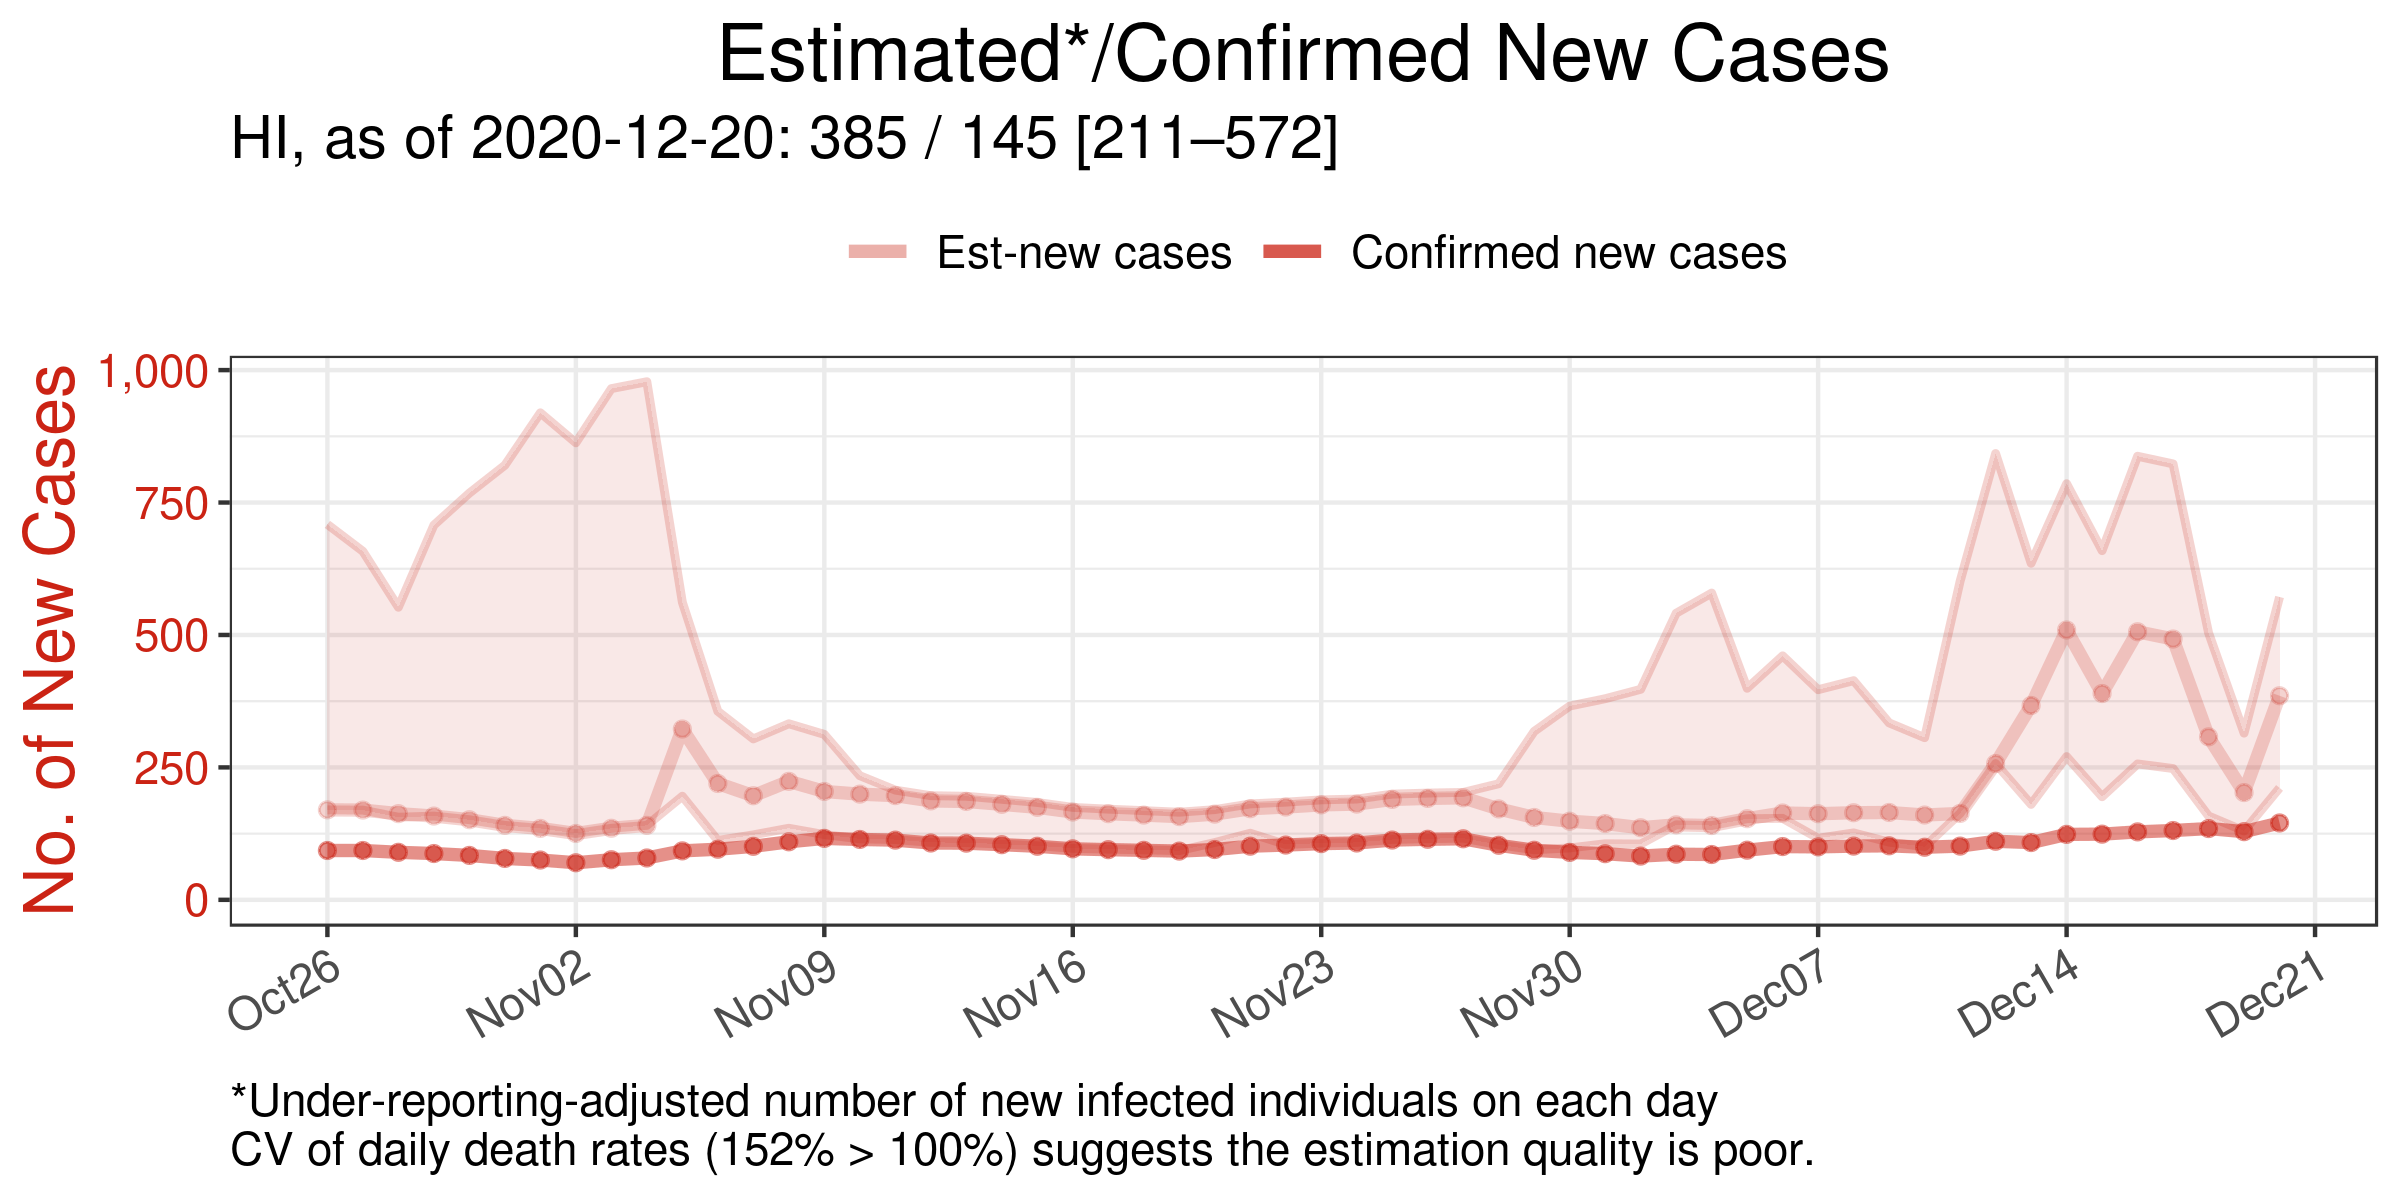 Estimated*/Confirmed New Cases
HI, as of 2020-12-20: 385 / 145 [211–572]
Est-new cases
Confirmed new cases
No. of New Cases
1,000
750
500
250
0
Oct26
Nov02
Nov09
Nov16
Nov23
Nov30
Dec07
Dec14
Dec21
*Under-reporting-adjusted number of new infected individuals on each day
CV of daily death rates (152% > 100%) suggests the estimation quality is poor.